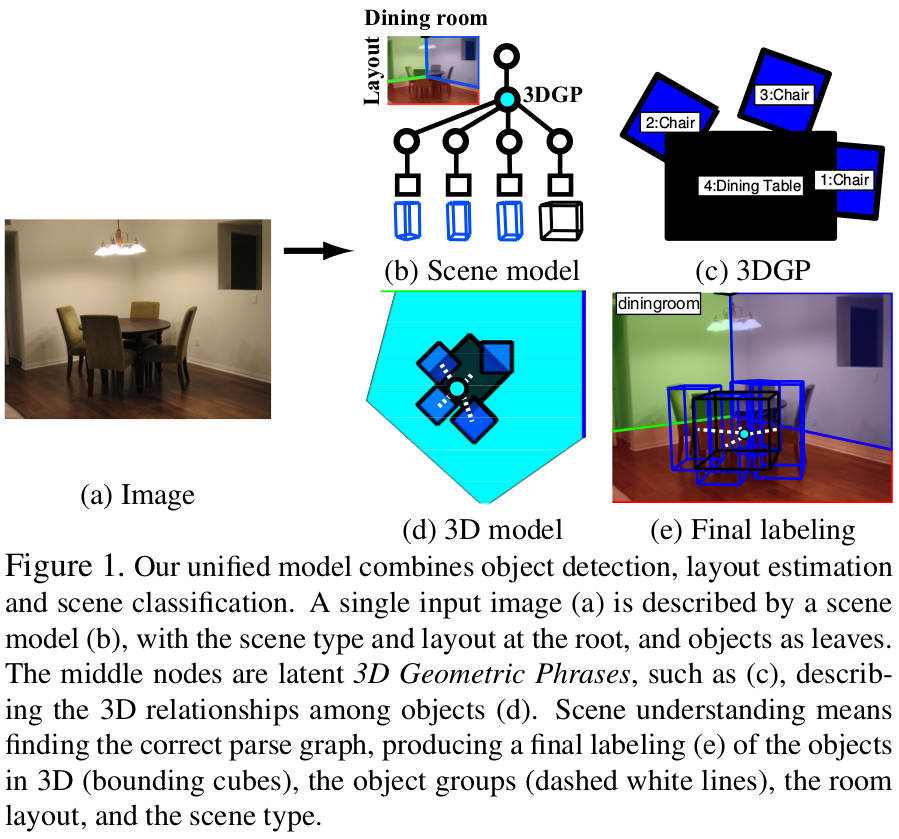 Dining room
Layout
3DGP
2:Chair
3:Chair
4:Dining Table
1:Chair
(b) Scene model
(c) 3DGP
diningroom
(a) Image
(d) 3D model
(e) Final labeling
Figure 1. Our unified model combines object detection, layout estimation
and scene classification. A single input image (a) is described by a scene
model (b), with the scene type and layout at the root, and objects as leaves.
The middle nodes are latent 3D Geometric Phrases, such as (c), describ-
ing the 3D relationships among objects (d). Scene understanding means
finding the correct parse graph, producing a final labeling (e) of the objects
in 3D (bounding cubes), the object groups (dashed white lines), the room
layout, and the scene type.